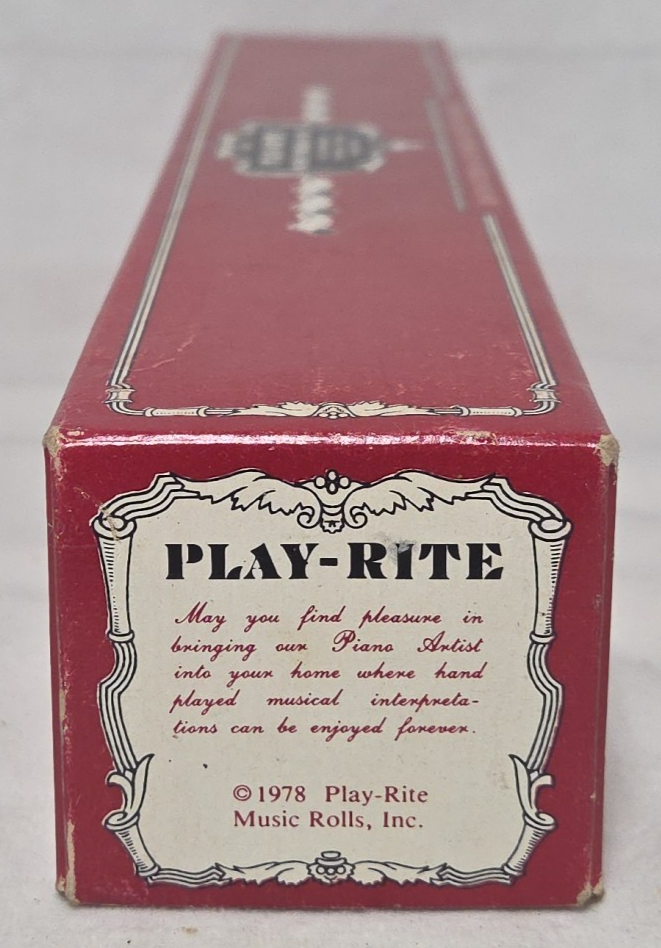 PLAY-RITE
May you find pleasure in
bringing our Piano Artist
into your home where hand
played musical interpreta-
tions can be enjoyed forever.
©1978 Play-Rite
Music Rolls, Inc.